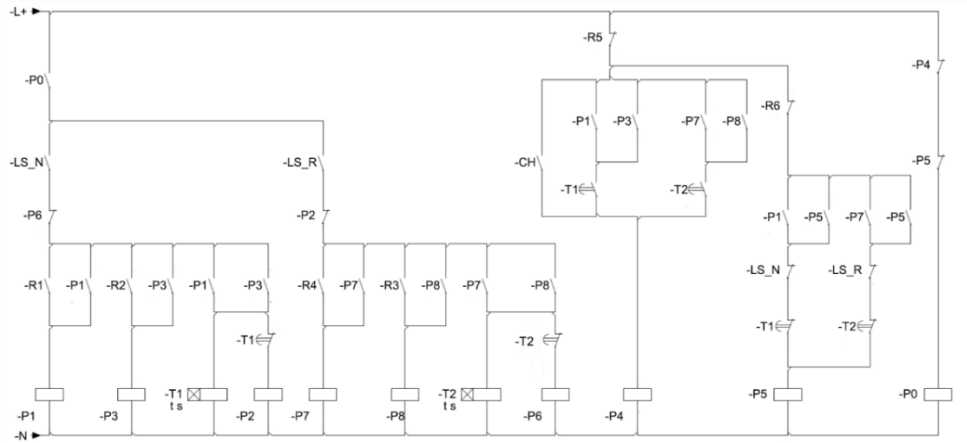 -L+
-R5
-P0
-P4
-R6
-P1
-P3
-P7
-P8
-LS_N
-LS_R
-CH
-P5
-T1
-T2
-P6
-P2
-P1
-P5
-P7
-P5
-LS_N
-LS_R
-R1
-P1
-R2
-P3
-P1
-P3
-R4
-P7
-R3
-P8
-P7
-P8
-T1
-T2
-T1
-T2
-T1
t s
-T2
t s
-P1
-P3
-P2
-P7
-P8
-P6
-P4
-P5
-P0
-N